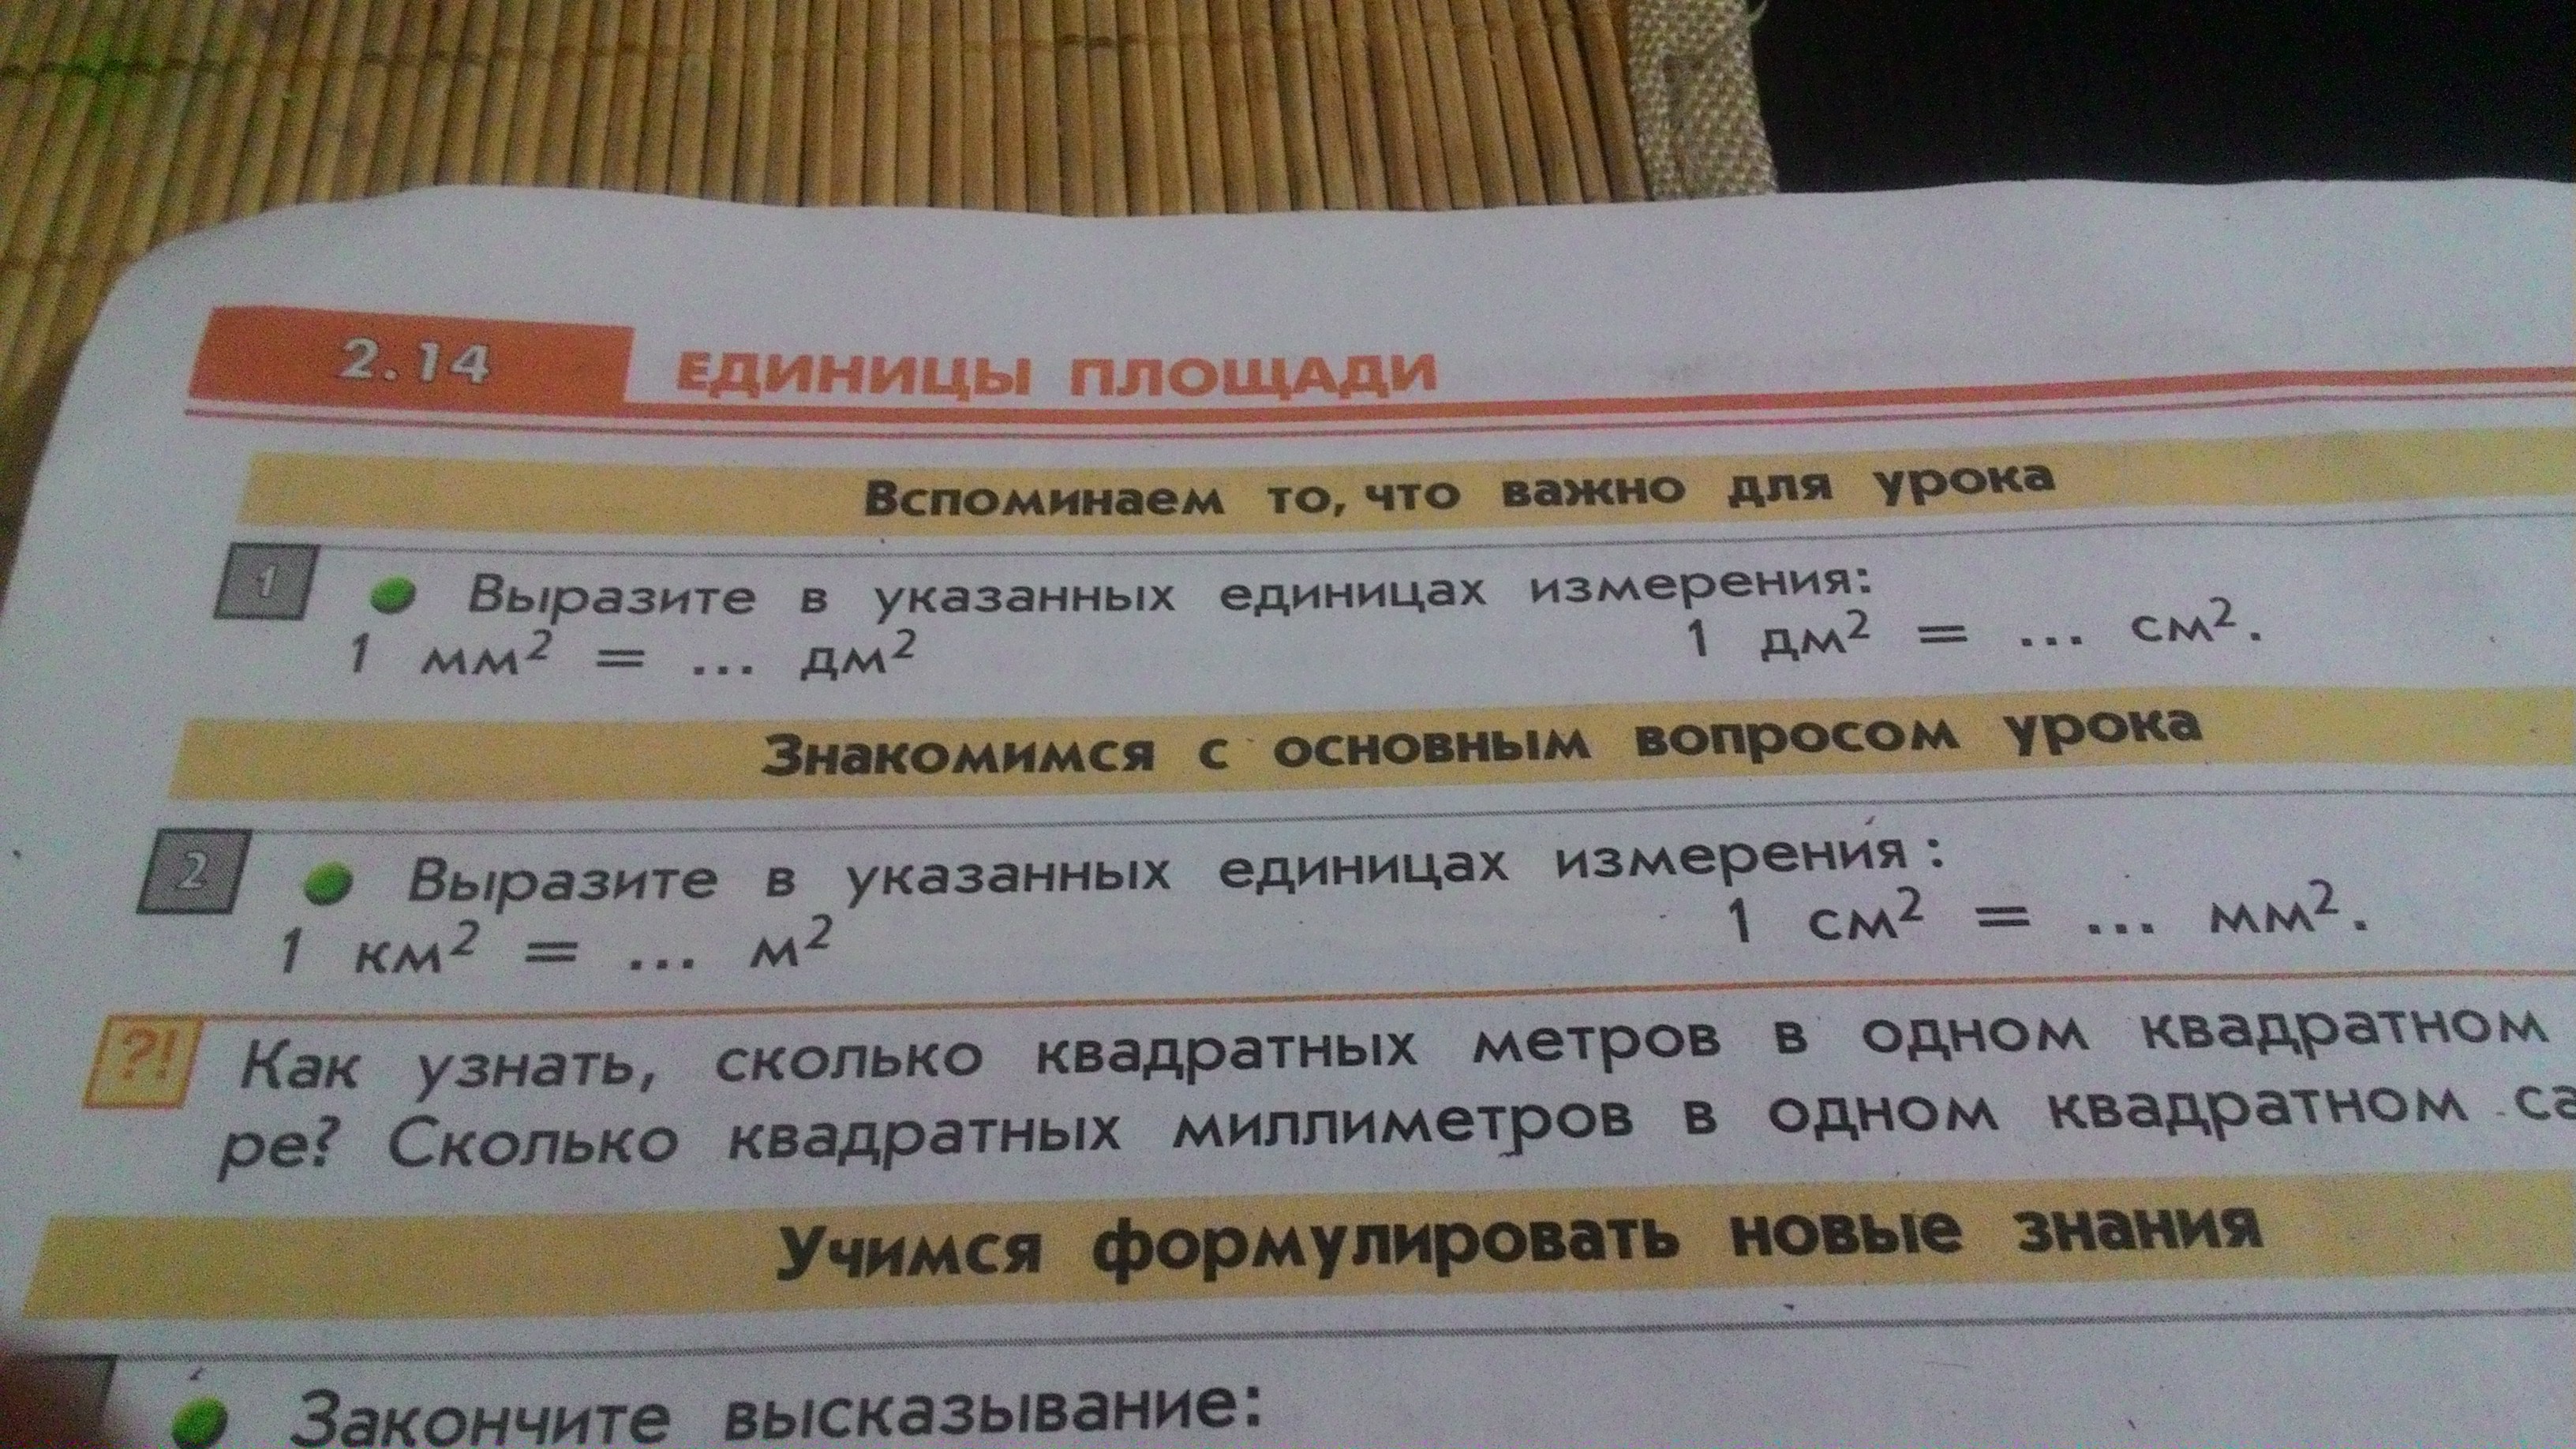 2.14 ЕДИНИЦЫ ПЛОЩАДИ
Вспоминаем то, что важно для урока
1 Выразите в указанных единицах измерения:
1 мм² = ... дм² 1 дм² = ... см².
Знакомимся с основным вопросом урока
2 Выразите в указанных единицах измерения:
1 км² = ... м² 1 см² = ... мм².
?! Как узнать, сколько квадратных метров в одном квадратном
ре? Сколько квадратных миллиметров в одном квадратном са
Учимся формулировать новые знания
Закончите высказывание: